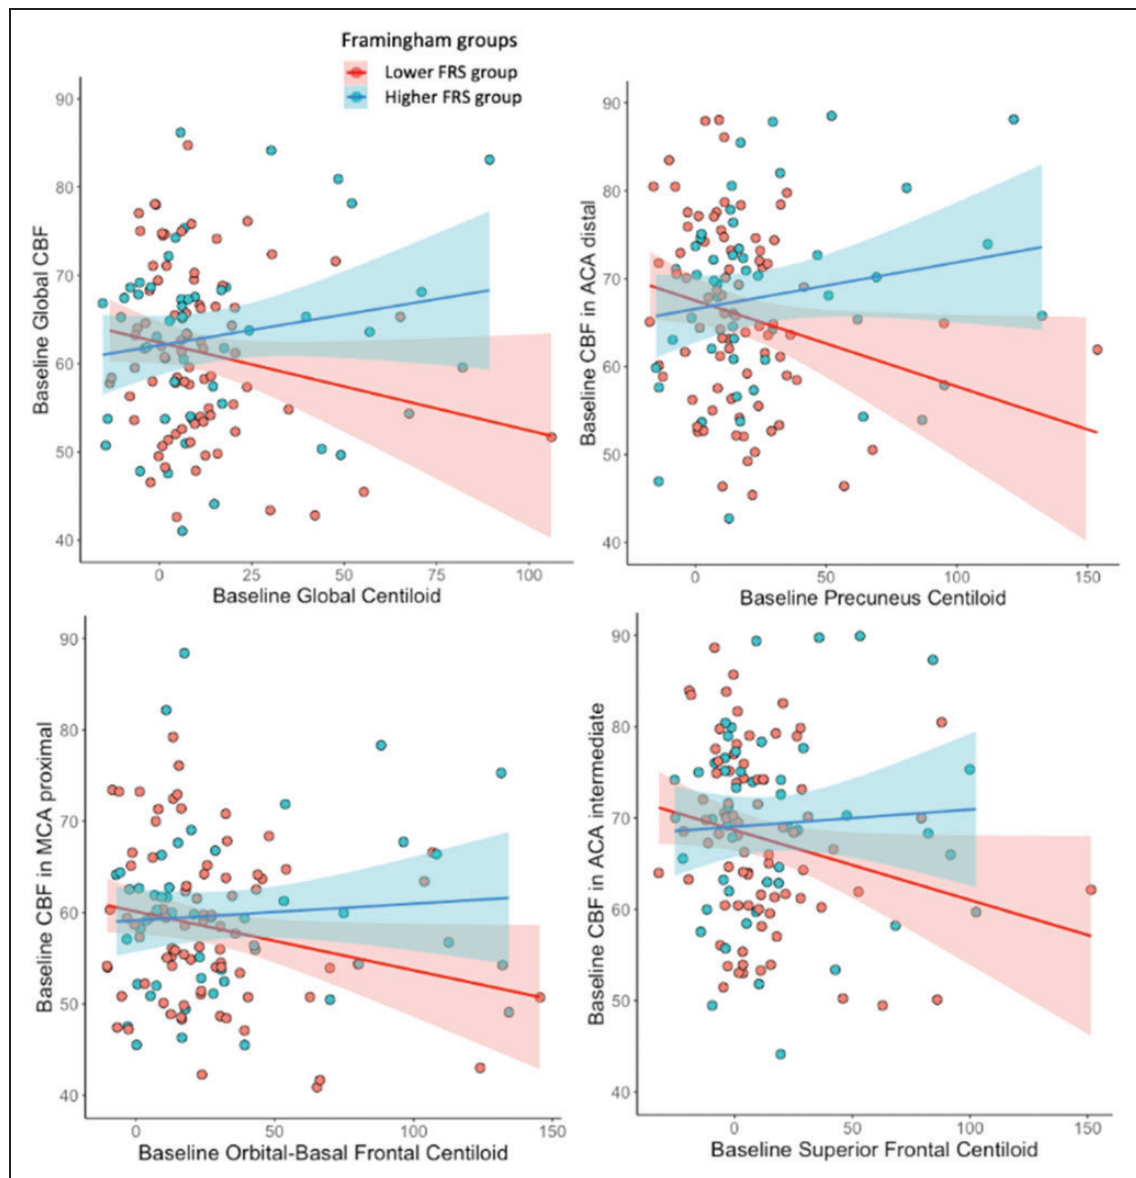 Framingham groups
Lower FRS group
Higher FRS group
90
80
70
60
50
40
Baseline Global CBF
0 25 50 75 100
Baseline Global Centiloid
90
80
70
60
50
40
Baseline CBF in ACA distal
0 50 100 150
Baseline Precuneus Centiloid
90
80
70
60
50
40
Baseline CBF in MCA proximal
0 50 100 150
Baseline Orbital-Basal Frontal Centiloid
90
80
70
60
50
40
Baseline CBF in ACA intermediate
0 50 100 150
Baseline Superior Frontal Centiloid